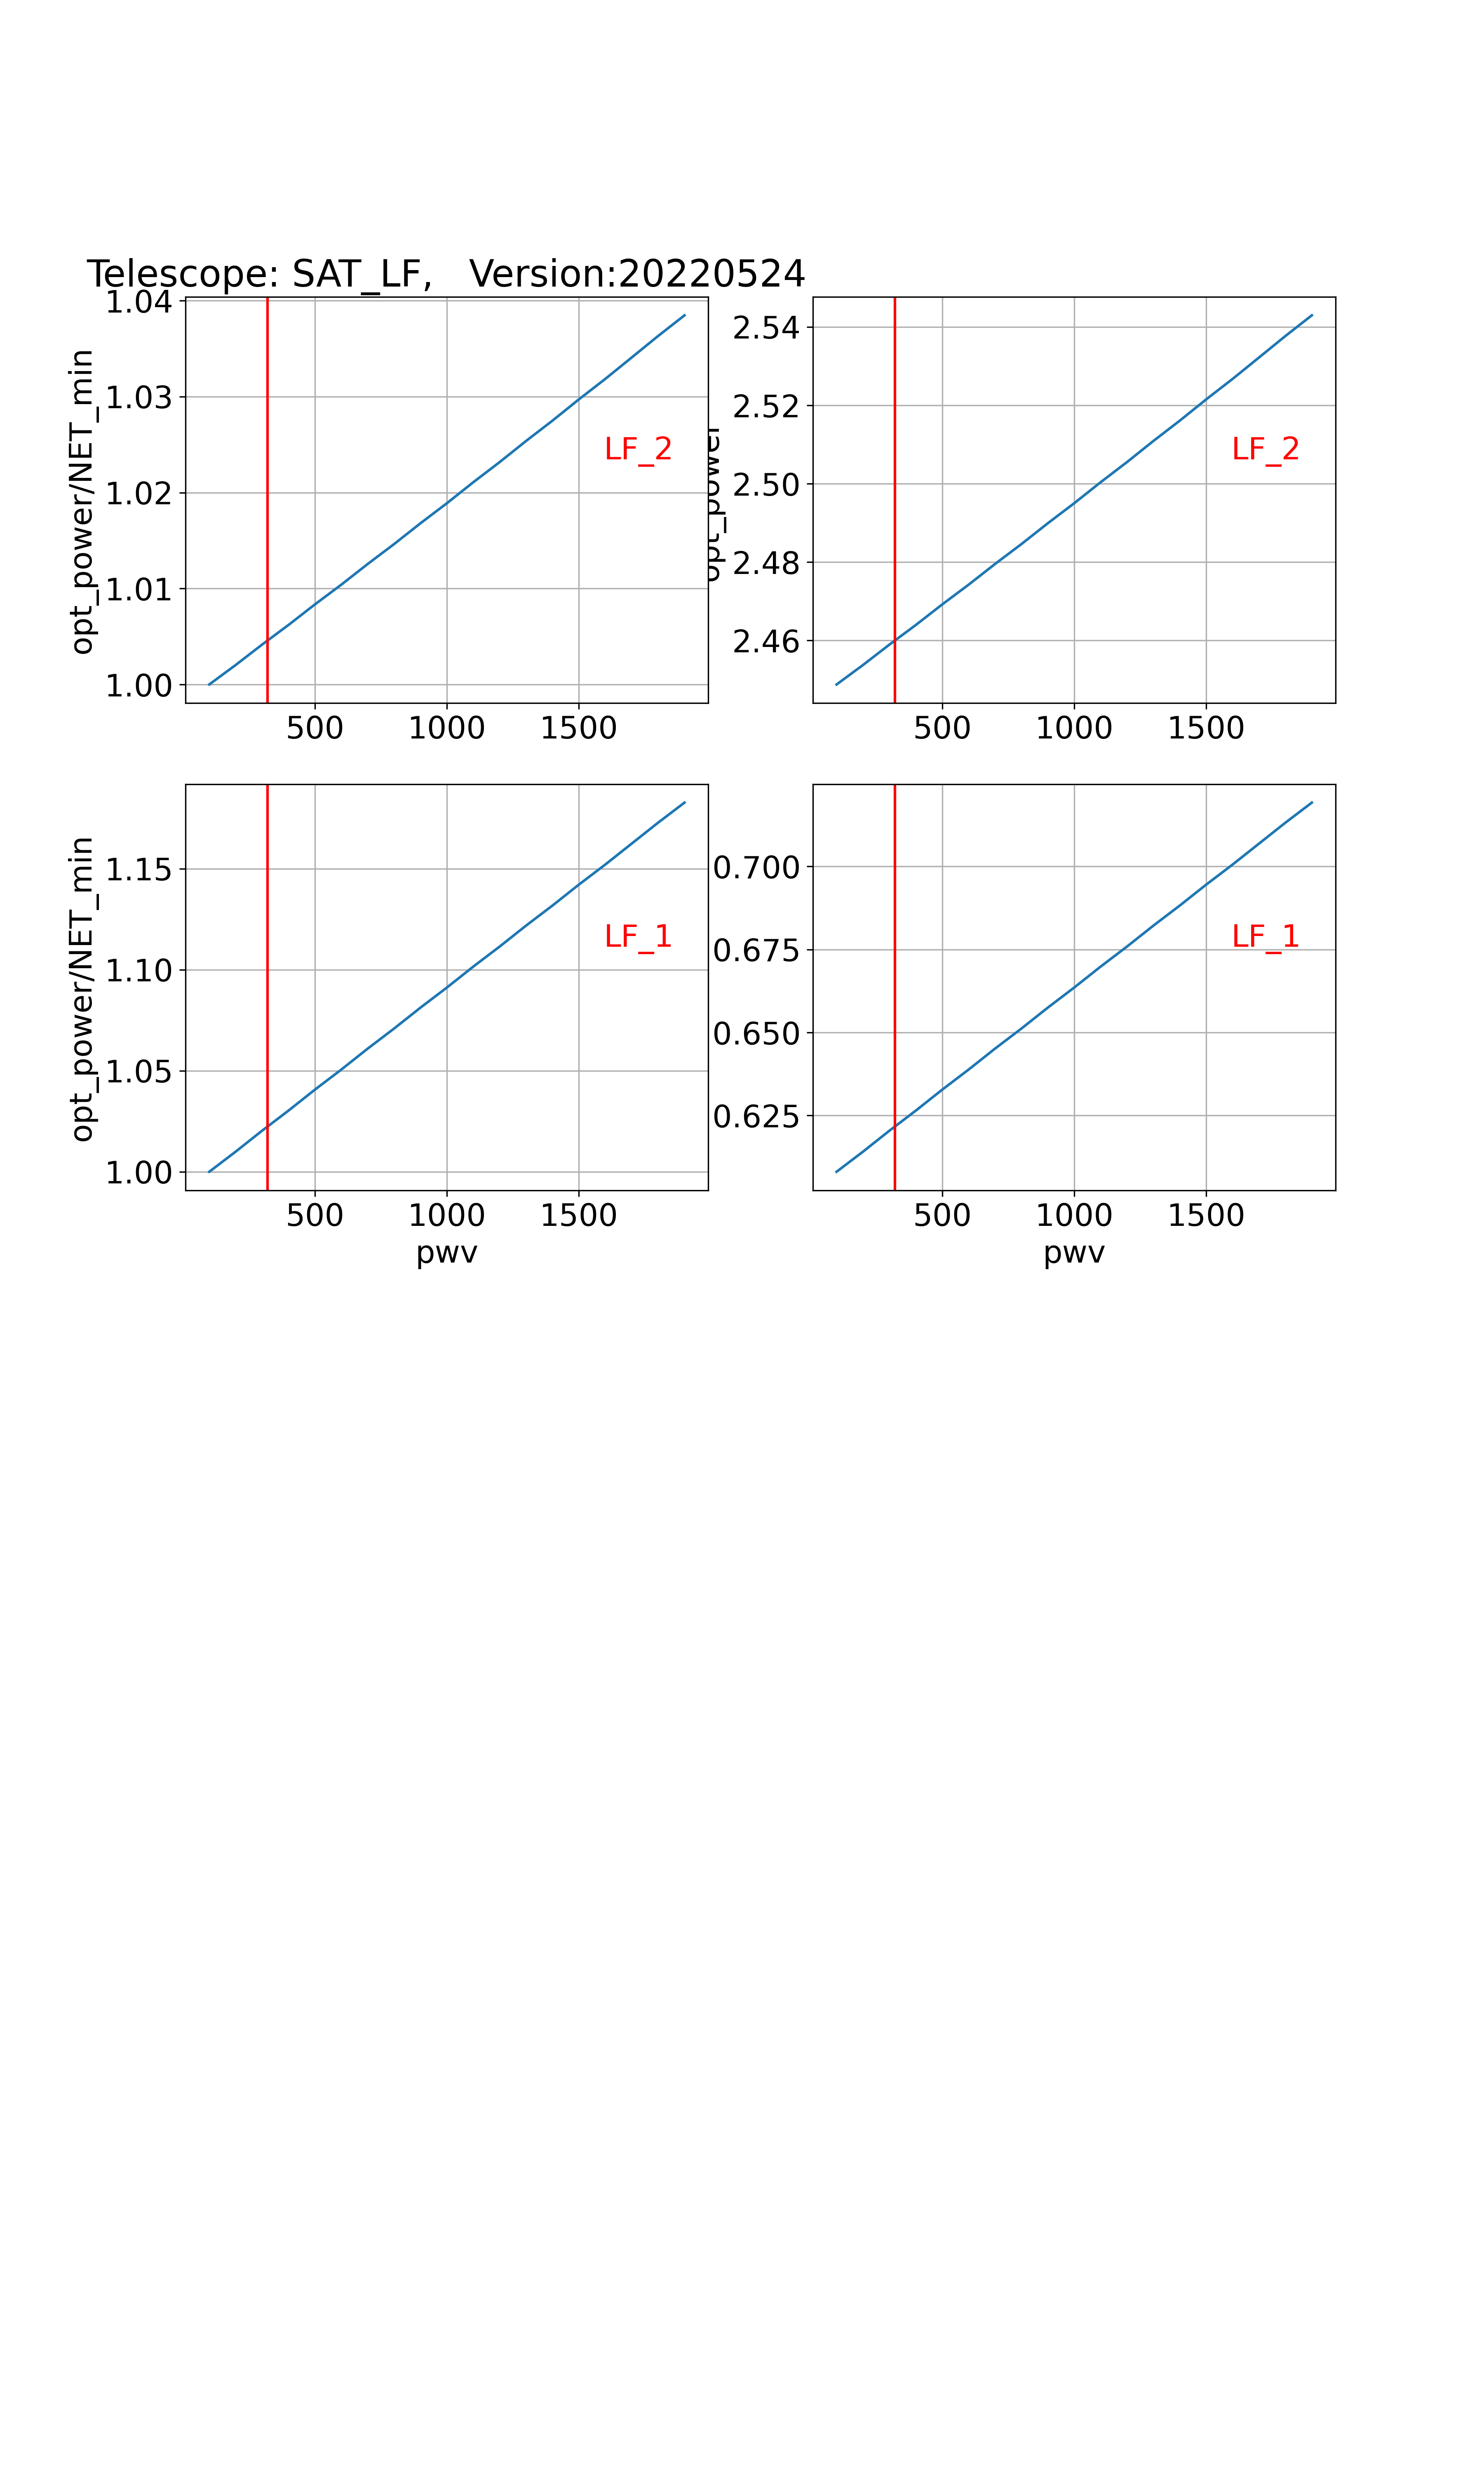 Telescope: SAT_LF, Version:20220524
opt_power/NET_min
1.04
1.03
1.02
1.01
1.00
LF_2
500 1000 1500
opt_power
2.54
2.52
2.50
2.48
2.46
LF_2
500 1000 1500
opt_power/NET_min
1.15
1.10
1.05
1.00
LF_1
500 1000 1500
pwv
0.700
0.675
0.650
0.625
LF_1
500 1000 1500
pwv